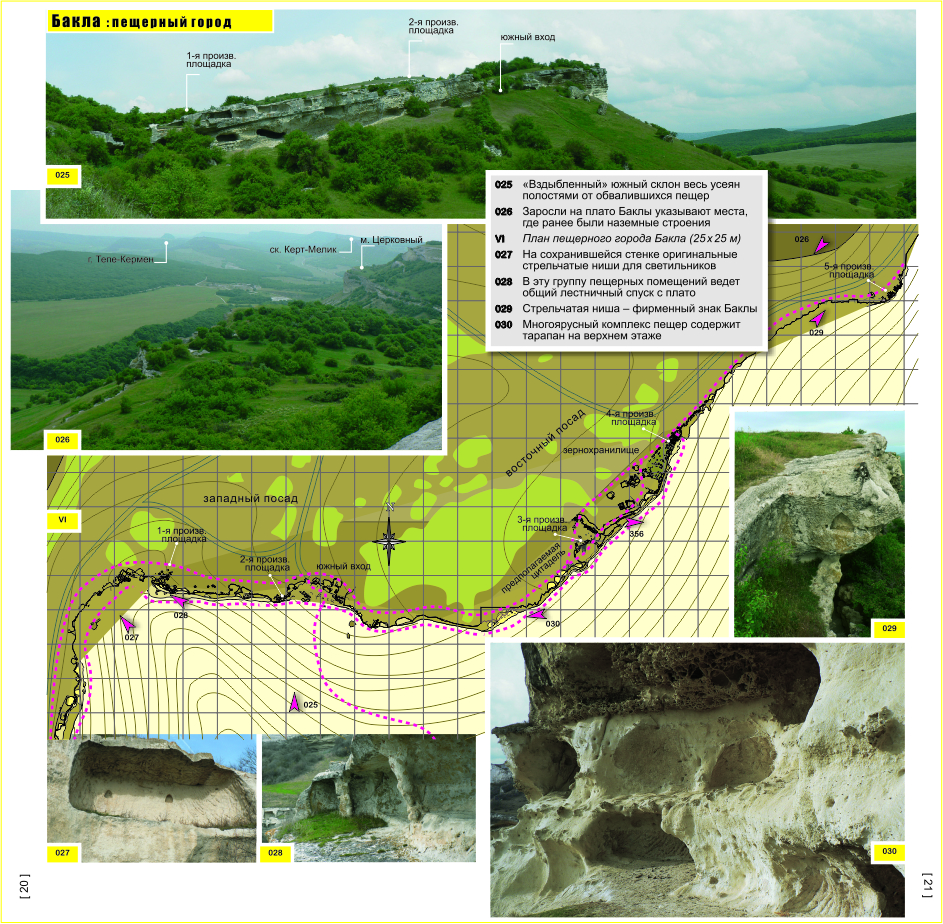 Бакла : пещерный город
1-я произв.
площадка
2-я произв.
площадка
южный вход
025
г. Тепе-Кермен
ск. Керт-Мелик
м. Церковный
026
025 «Вздыбленный» южный склон весь усеян
полостями от обвалившихся пещер
026 Заросли на плато Баклы указывают места,
где ранее были наземные строения
VI План пещерного города Бакла (25 х 25 м)
027 На сохранившейся стенке оригинальные
стрельчатые ниши для светильников
028 В эту группу пещерных помещений ведет
общий лестничный спуск с плато
029 Стрельчатая ниша – фирменный знак Баклы
030 Многоярусный комплекс пещер содержит
тарапан на верхнем этаже
026
5-я произв.
площадка
029
4-я произв.
площадка
восточный посад
зернохранилище
западный посад
VI
N
1-я произв.
площадка
2-я произв.
площадка
южный вход
3-я произв.
площадка
356
предполагаемая
цитадель
028
027
030
025
029
027
028
030
[ 20 ]
[ 21 ]